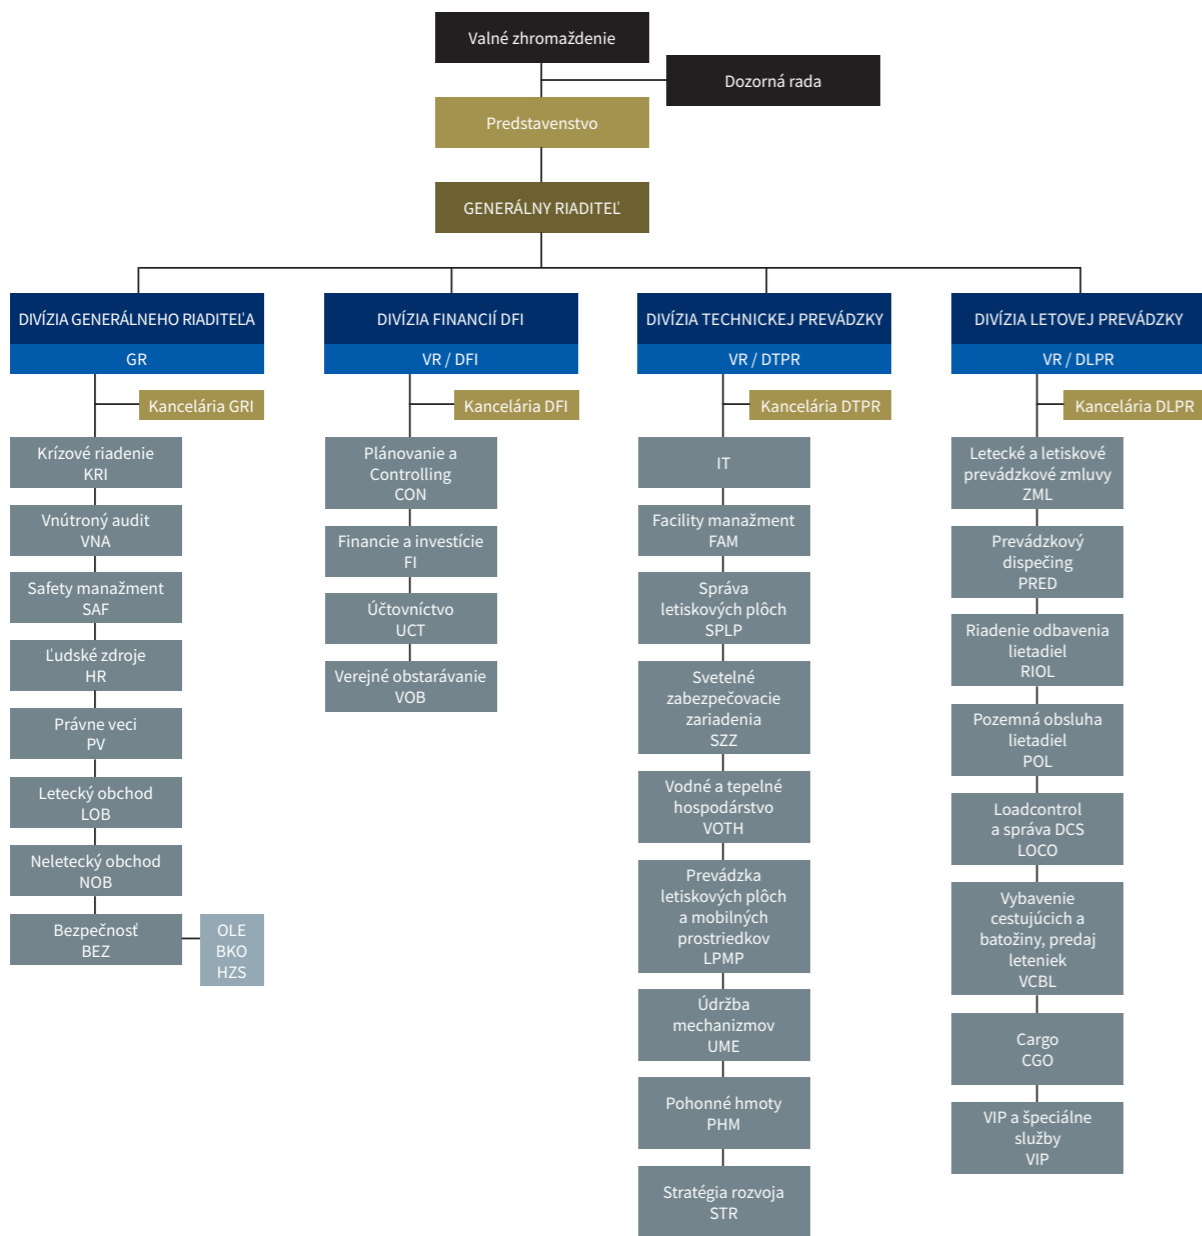 Valné zhromaždenie
Dozorná rada
Predstavenstvo
GENERÁLNY RIADITEĽ
DIVÍZIA GENERÁLNEHO RIADITEĽA
GR
Kancelária GRI
Krízové riadenie
KRI
Vnútroný audit
VNA
Safety manažment
SAF
Ľudské zdroje
HR
Právne veci
PV
Letecký obchod
LOB
Neletecký obchod
NOB
Bezpečnosť
BEZ
OLE
BKO
HZS
DIVÍZIA FINANCIÍ DFI
VR / DFI
Kancelária DFI
Plánovanie a
Controlling
CON
Financie a investície
FI
Účtovníctvo
UCT
Verejné obstarávanie
VOB
DIVÍZIA TECHNICKEJ PREVÁDZKY
VR / DTPR
Kancelária DTPR
IT
Facility manažment
FAM
Správa
letiskových plôch
SPLP
Svetelné
zabezpečovacie
zariadenia
SZZ
Vodné a tepelné
hospodárstvo
VOTH
Prevádzka
letiskových plôch
a mobilných
prostriedkov
LPMP
Údržba
mechanizmov
UME
Pohonné hmoty
PHM
Stratégia rozvoja
STR
DIVÍZIA LETOVEJ PREVÁDZKY
VR / DLPR
Kancelária DLPR
Letecké a letiskové
prevádzkové zmluvy
ZML
Prevádzkový
dispečing
PRED
Riadenie odbavenia
lietadiel
RIOL
Pozemná obsluha
lietadiel
POL
Loadcontrol
a správa DCS
LOCO
Vybavenie
cestujúcich a
batožiny, predaj
leteniek
VCBL
Cargo
CGO
VIP a špeciálne
služby
VIP